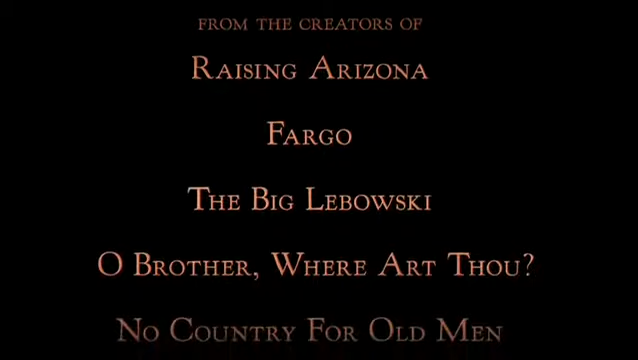 FROM THE CREATORS OF
RAISING ARIZONA
FARGO
THE BIG LEBOWSKI
O BROTHER, WHERE ART THOU?
NO COUNTRY FOR OLD MEN